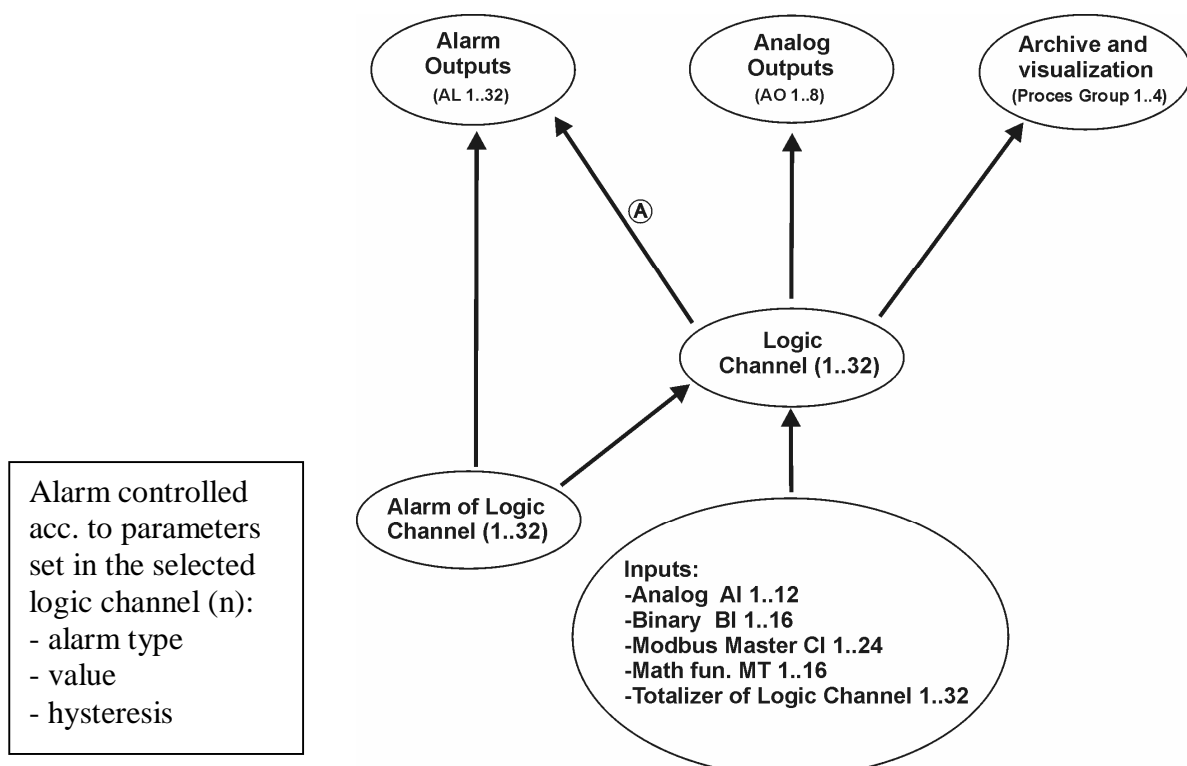 Alarm
Outputs
(AL 1..32)
Analog
Outputs
(AO 1..8)
Archive and
visualization
(Proces Group 1..4)
A
Logic
Channel (1..32)
Alarm of Logic
Channel (1..32)
Alarm controlled
acc. to parameters
set in the selected
logic channel (n):
- alarm type
- value
- hysteresis
Inputs:
-Analog AI 1..12
-Binary BI 1..16
-Modbus Master CI 1..24
-Math fun. MT 1..16
-Totalizer of Logic Channel 1..32